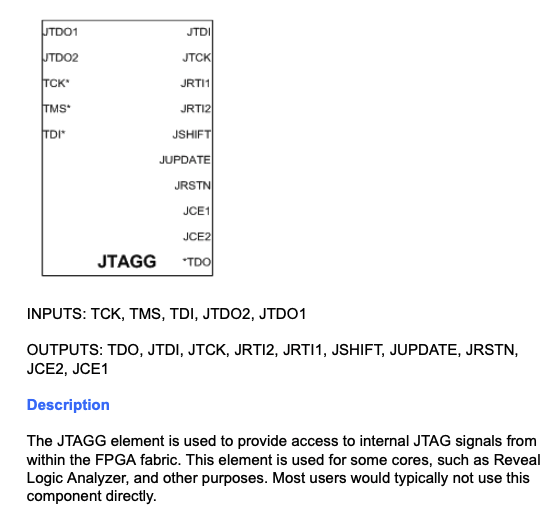 JTDO1 JTDI
JTDO2 JTCK
TCK* JRTI1
TMS* JRTI2
TDI* JSHIFT
JUPDATE
JRSTN
JCE1
JCE2
JTAGG *TDO
INPUTS: TCK, TMS, TDI, JTDO2, JTDO1
OUTPUTS: TDO, JTDI, JTCK, JRTI2, JRTI1, JSHIFT, JUPDATE, JRSTN,
JCE2, JCE1
Description
The JTAGG element is used to provide access to internal JTAG signals from
within the FPGA fabric. This element is used for some cores, such as Reveal
Logic Analyzer, and other purposes. Most users would typically not use this
component directly.